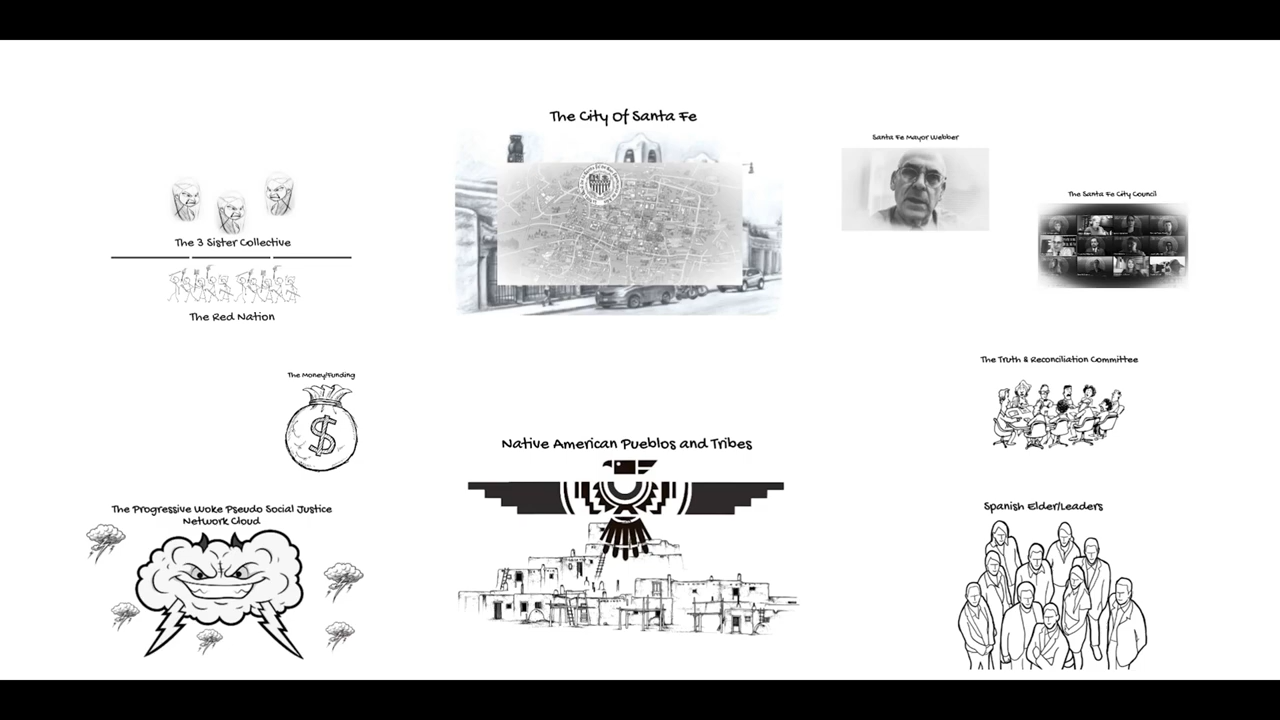 The City Of Santa Fe
Santa Fe Mayor Webber
The Santa Fe City Council
The 3 Sister Collective
The Red Nation
The Money/Funding
The Truth & Reconciliation Committee
Native American Pueblos and Tribes
The Progressive Woke Pseudo Social Justice
Network Cloud
Spanish Elder/Leaders
$